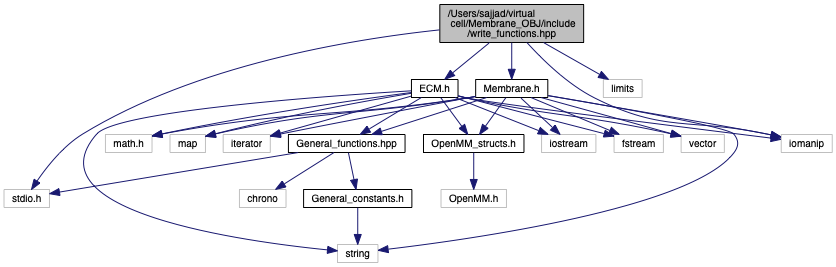 /Users/sajjad/virtual
cell/Membrane_OBJ/include
/write_functions.hpp
ECM.h
Membrane.h
limits
math.h
map
iterator
General_functions.hpp
OpenMM_structs.h
iostream
fstream
vector
iomanip
stdio.h
chrono
General_constants.h
OpenMM.h
string